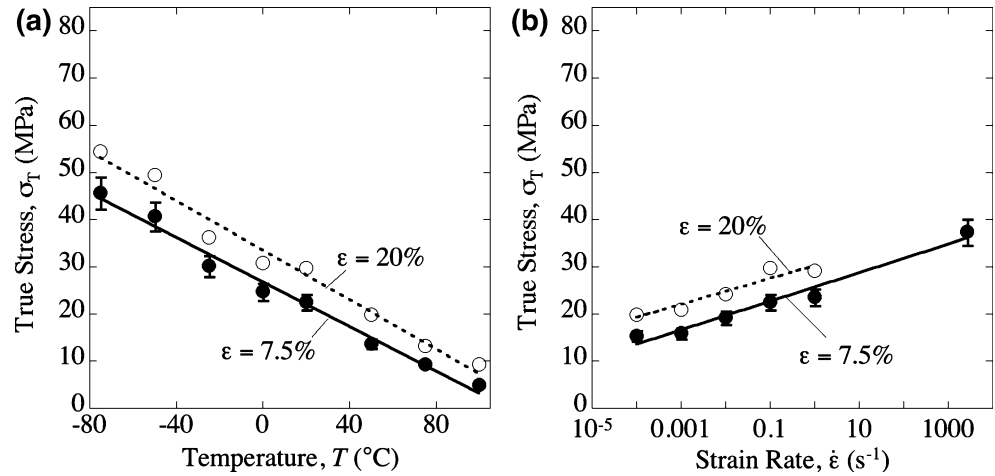 (a)
True Stress, σT (MPa)
80
70
60
50
40
30
20
10
0
ε = 20%
ε = 7.5%
-80
-40
0
40
80
Temperature, T (°C)
(b)
True Stress, σT (MPa)
80
70
60
50
40
30
20
10
0
ε = 20%
ε = 7.5%
10-5
0.001
0.1
10
1000
Strain Rate, ε̇ (s-1)